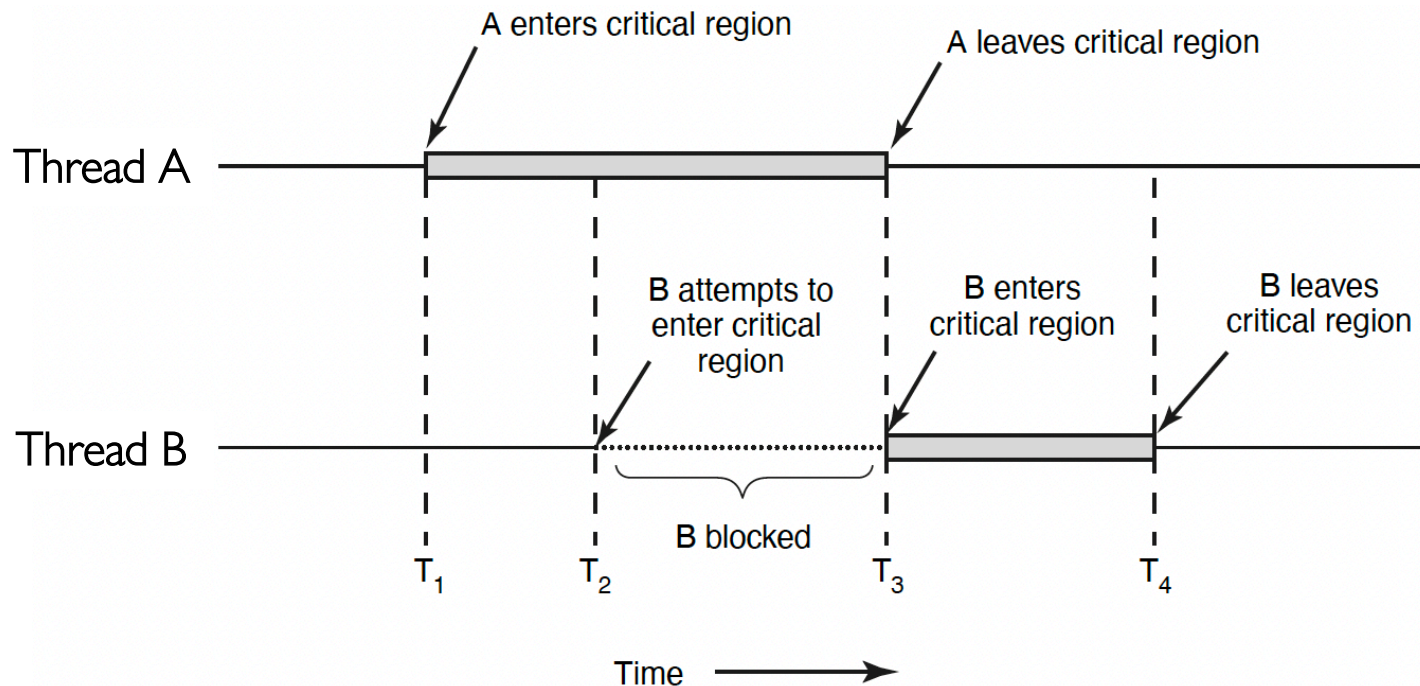 A enters critical region
A leaves critical region
Thread A
B attempts to
enter critical
region
B enters
critical region
B leaves
critical region
Thread B
B blocked
T1
T2
T3
T4
Time